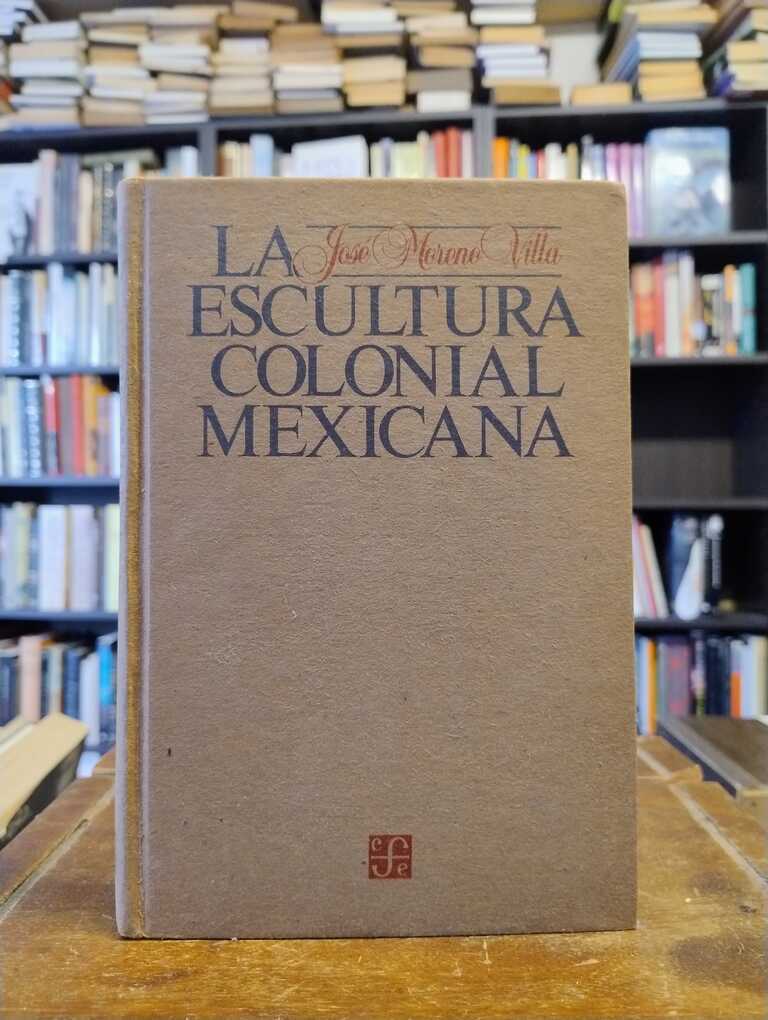 LA José Moreno Villa
ESCULTURA
COLONIAL
MEXICANA
c f e